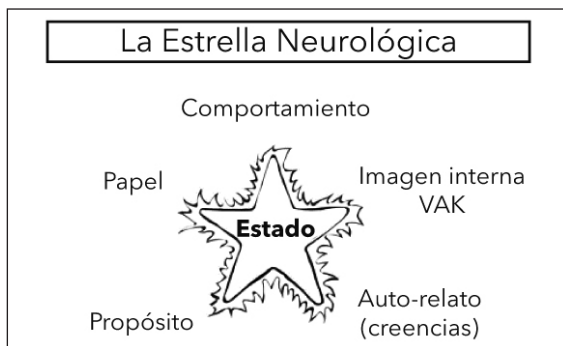 La Estrella Neurológica
Comportamiento
Papel
Imagen interna
VAK
Estado
Propósito
Auto-relato
(creencias)